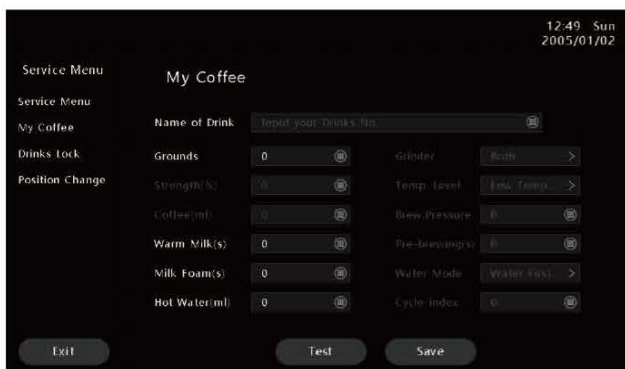 12:49 Sun
2005/01/02
Service Menu
My Coffee
Service Menu
My Coffee
Drinks Lock
Position Change
Name of Drink Input your Drinks No.
Grounds 0 Grinder Both >
Strength(N) 0 Temp. Level Low Temp. >
Coffee(ml) 0 Brew.Pressure 0
Warm Milk(s) 0 Pre-brewing(s) 0
Milk Foam(s) 0 Water Mode Water First >
Hot Water(ml) 0 Cycle-index 0
Exit Test Save